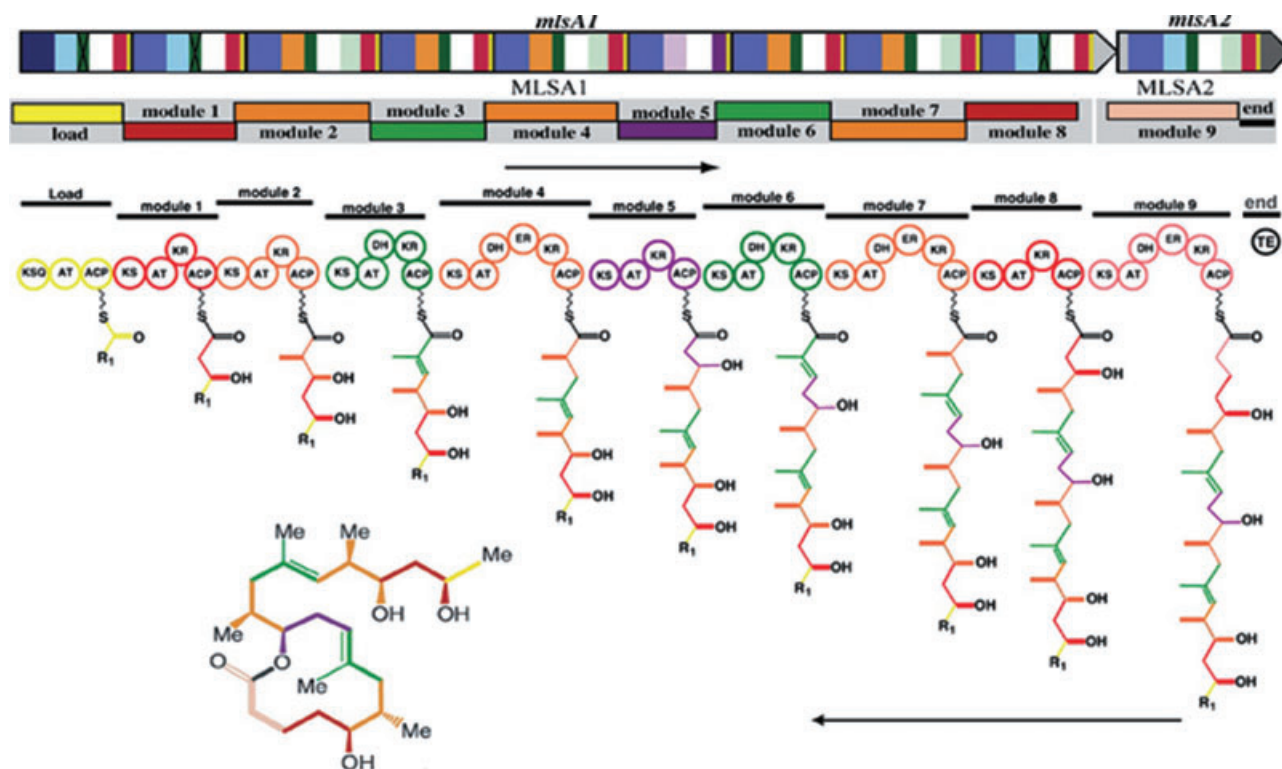 mlsA1 mlsA2
MLSA1 MLSA2
module 1 module 3 module 5 module 7 end
load module 2 module 4 module 6 module 8 module 9
Load module 1 module 2 module 3 module 4 module 5 module 6 module 7 module 8 module 9 end
KSQ AT ACP KS AT KR ACP KS AT KR ACP KS AT DH KR ACP KS AT DH ER KR ACP KS AT KR ACP KS AT DH KR ACP KS AT DH ER KR ACP KS AT KR ACP KS AT DH ER KR ACP TE
S S S S S S S S S S
O O O O O O O O O O
R1
OH
R1
OH
OH
R1
OH
OH
R1
OH
OH
R1
OH
OH
OH
R1
OH
OH
OH
R1
OH
OH
OH
R1
OH
OH
OH
OH
R1
OH
OH
OH
OH
R1
Me Me Me
OH OH
Me
O O
Me
Me
OH